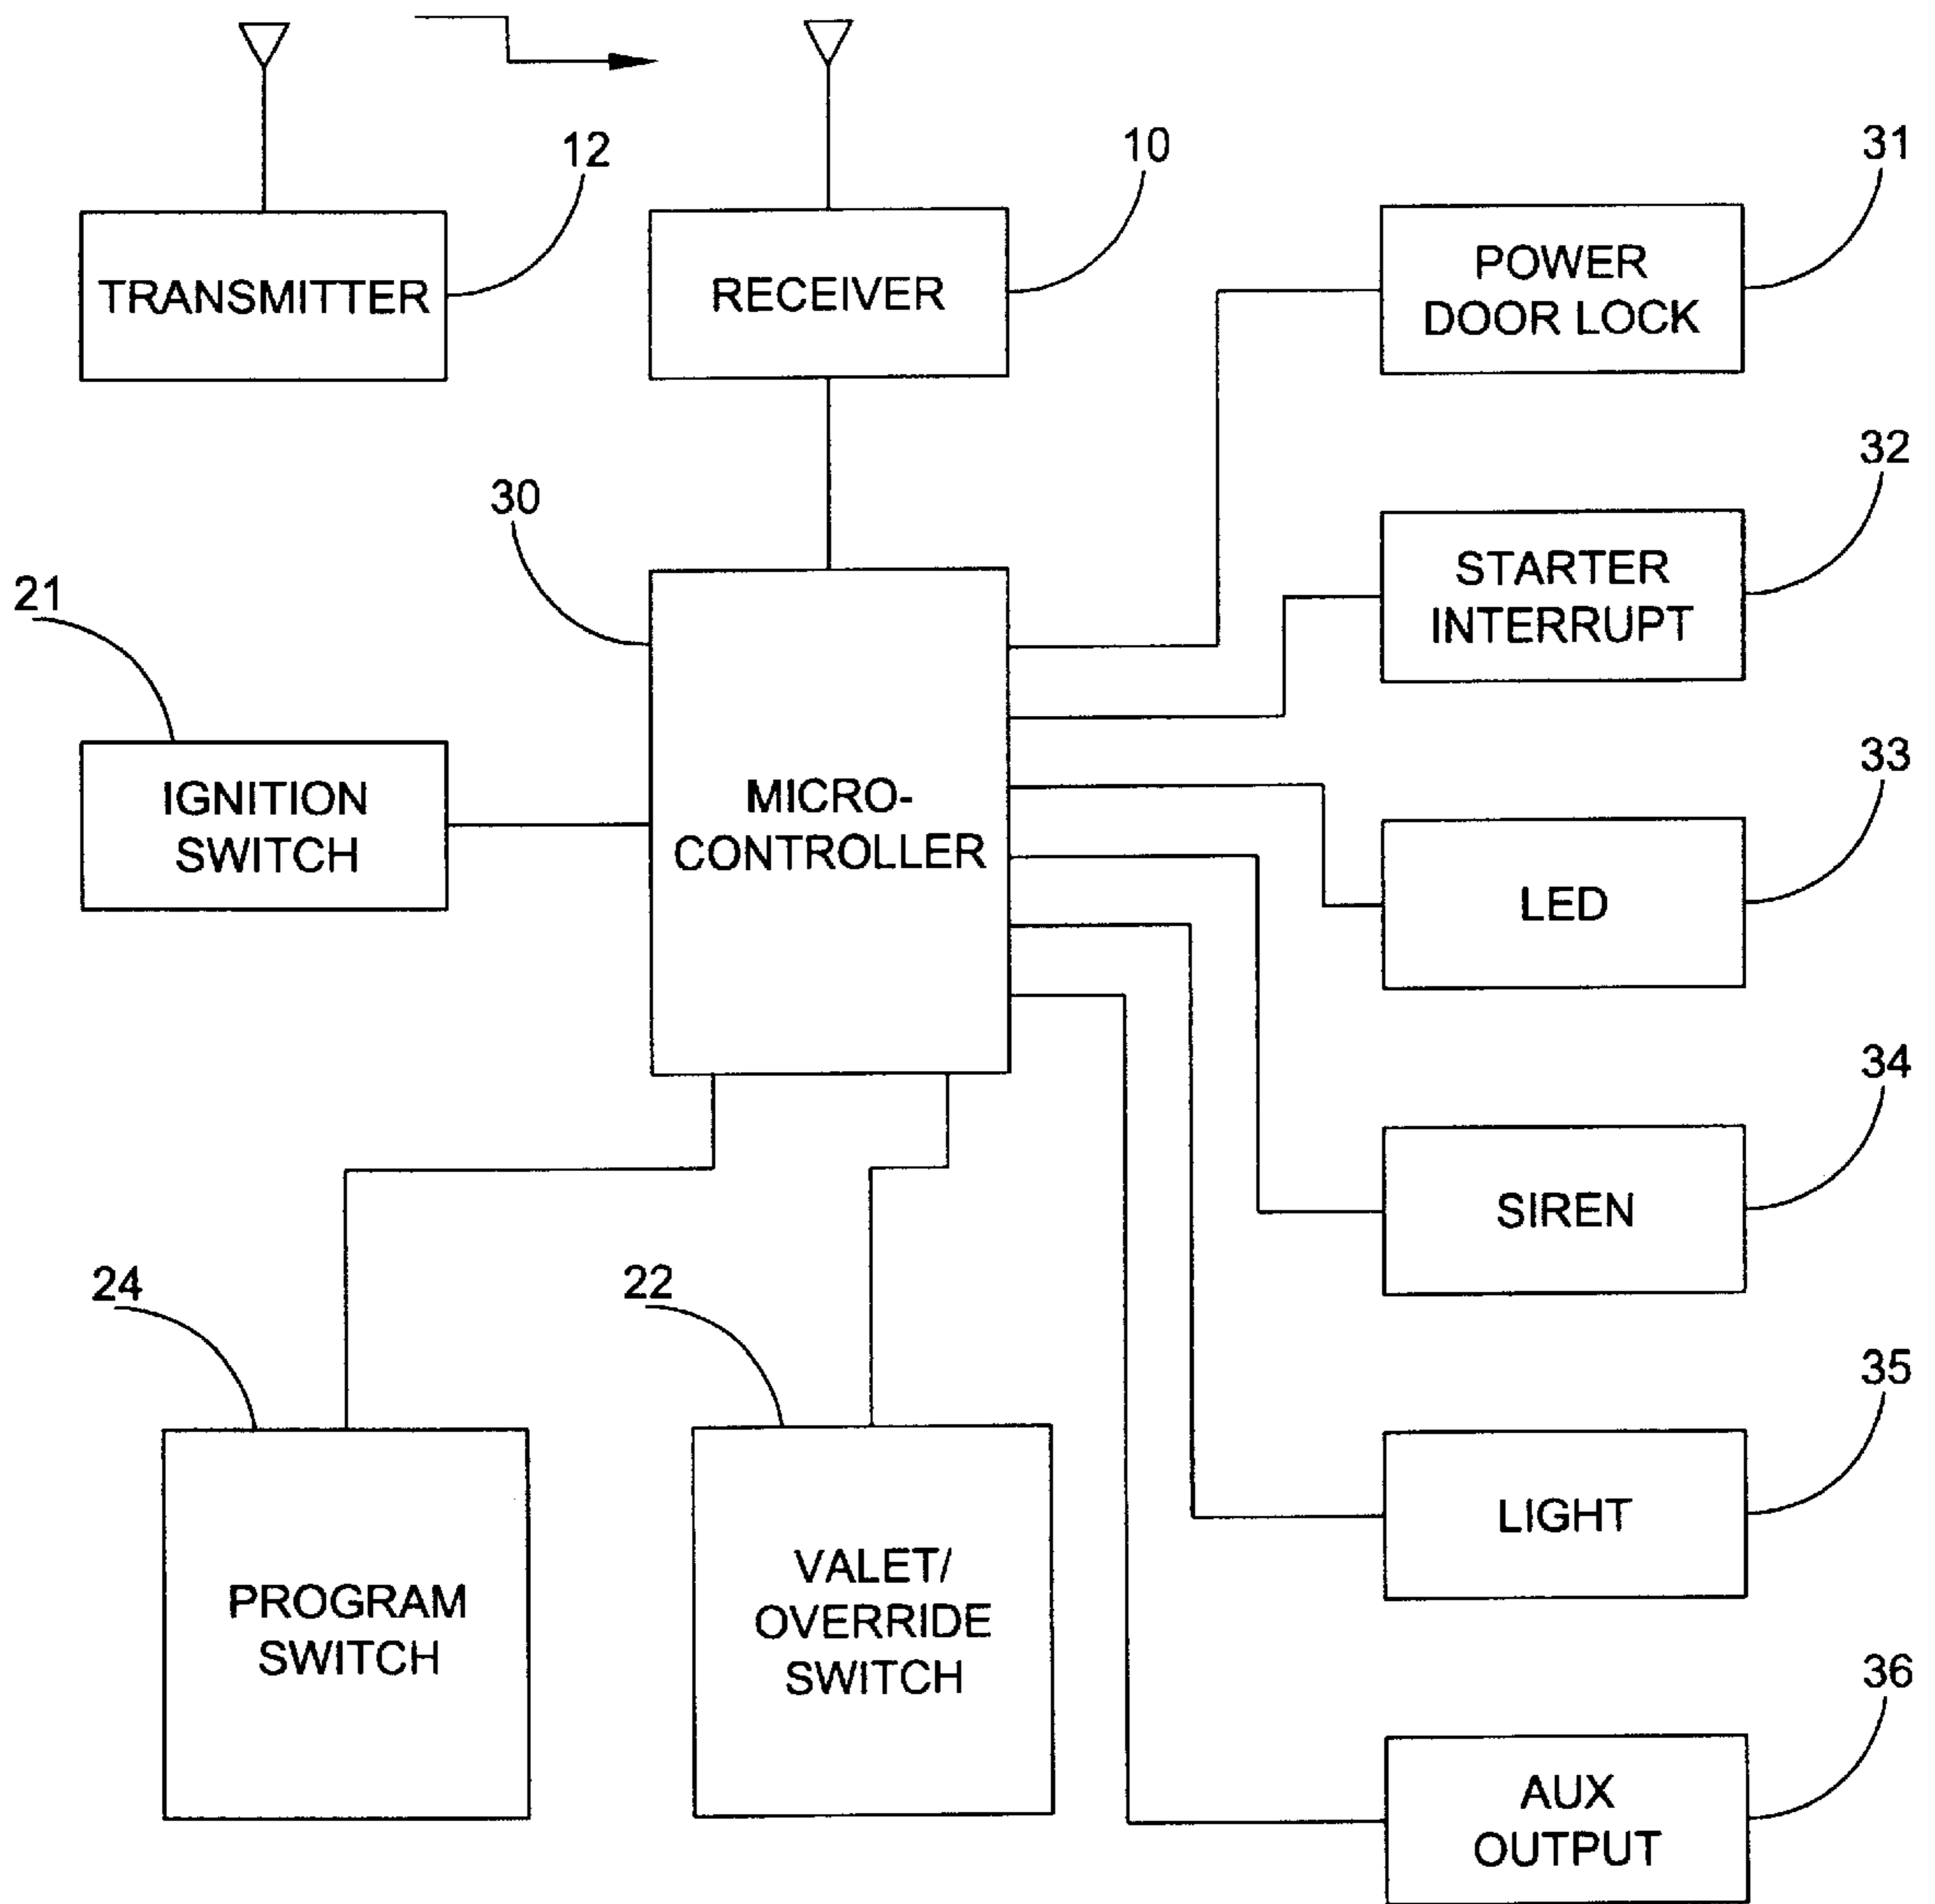 12
10
31
TRANSMITTER
RECEIVER
POWER
DOOR LOCK
30
32
21
STARTER
INTERRUPT
IGNITION
SWITCH
MICRO-
CONTROLLER
33
LED
34
SIREN
24
22
35
LIGHT
PROGRAM
SWITCH
VALET/
OVERRIDE
SWITCH
36
AUX
OUTPUT